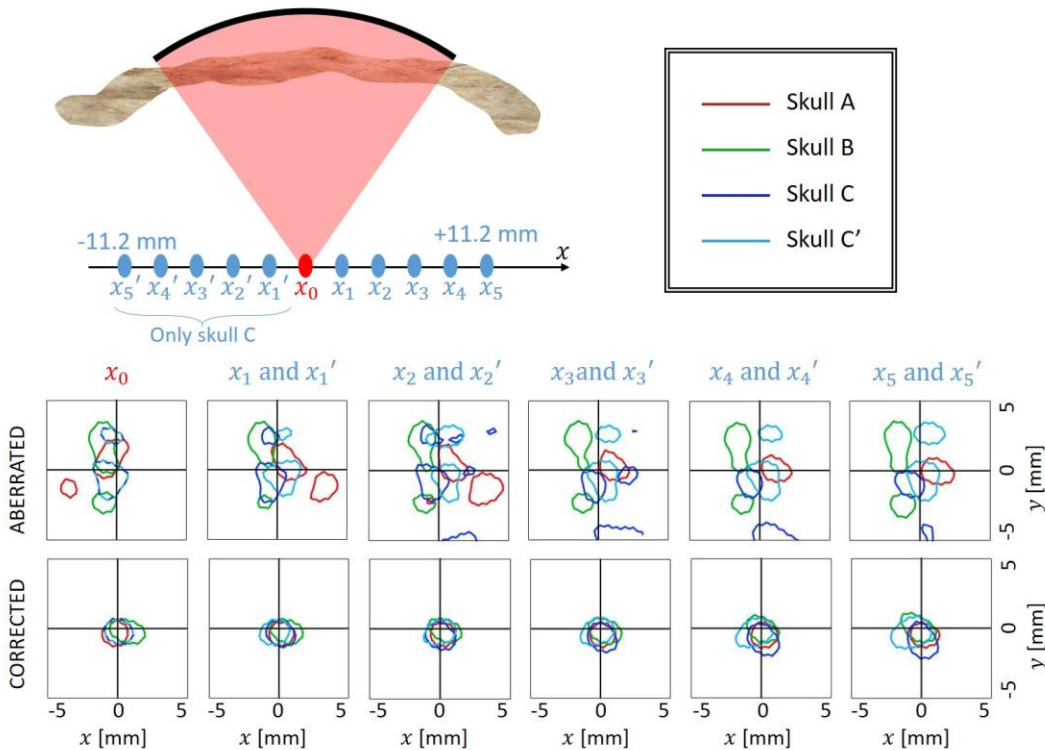 Skull A
Skull B
Skull C
Skull C’
-11.2 mm
+11.2 mm
x
x₅′ x₄′ x₃′ x₂′ x₁′ x₀ x₁ x₂ x₃ x₄ x₅
Only skull C
x₀ x₁ and x₁′ x₂ and x₂′ x₃and x₃′ x₄ and x₄′ x₅ and x₅′
ABERRATED
5
0
-5
y [mm]
CORRECTED
5
0
-5
y [mm]
-5 0 5 -5 0 5 -5 0 5 -5 0 5 -5 0 5 -5 0 5
x [mm] x [mm] x [mm] x [mm] x [mm] x [mm]